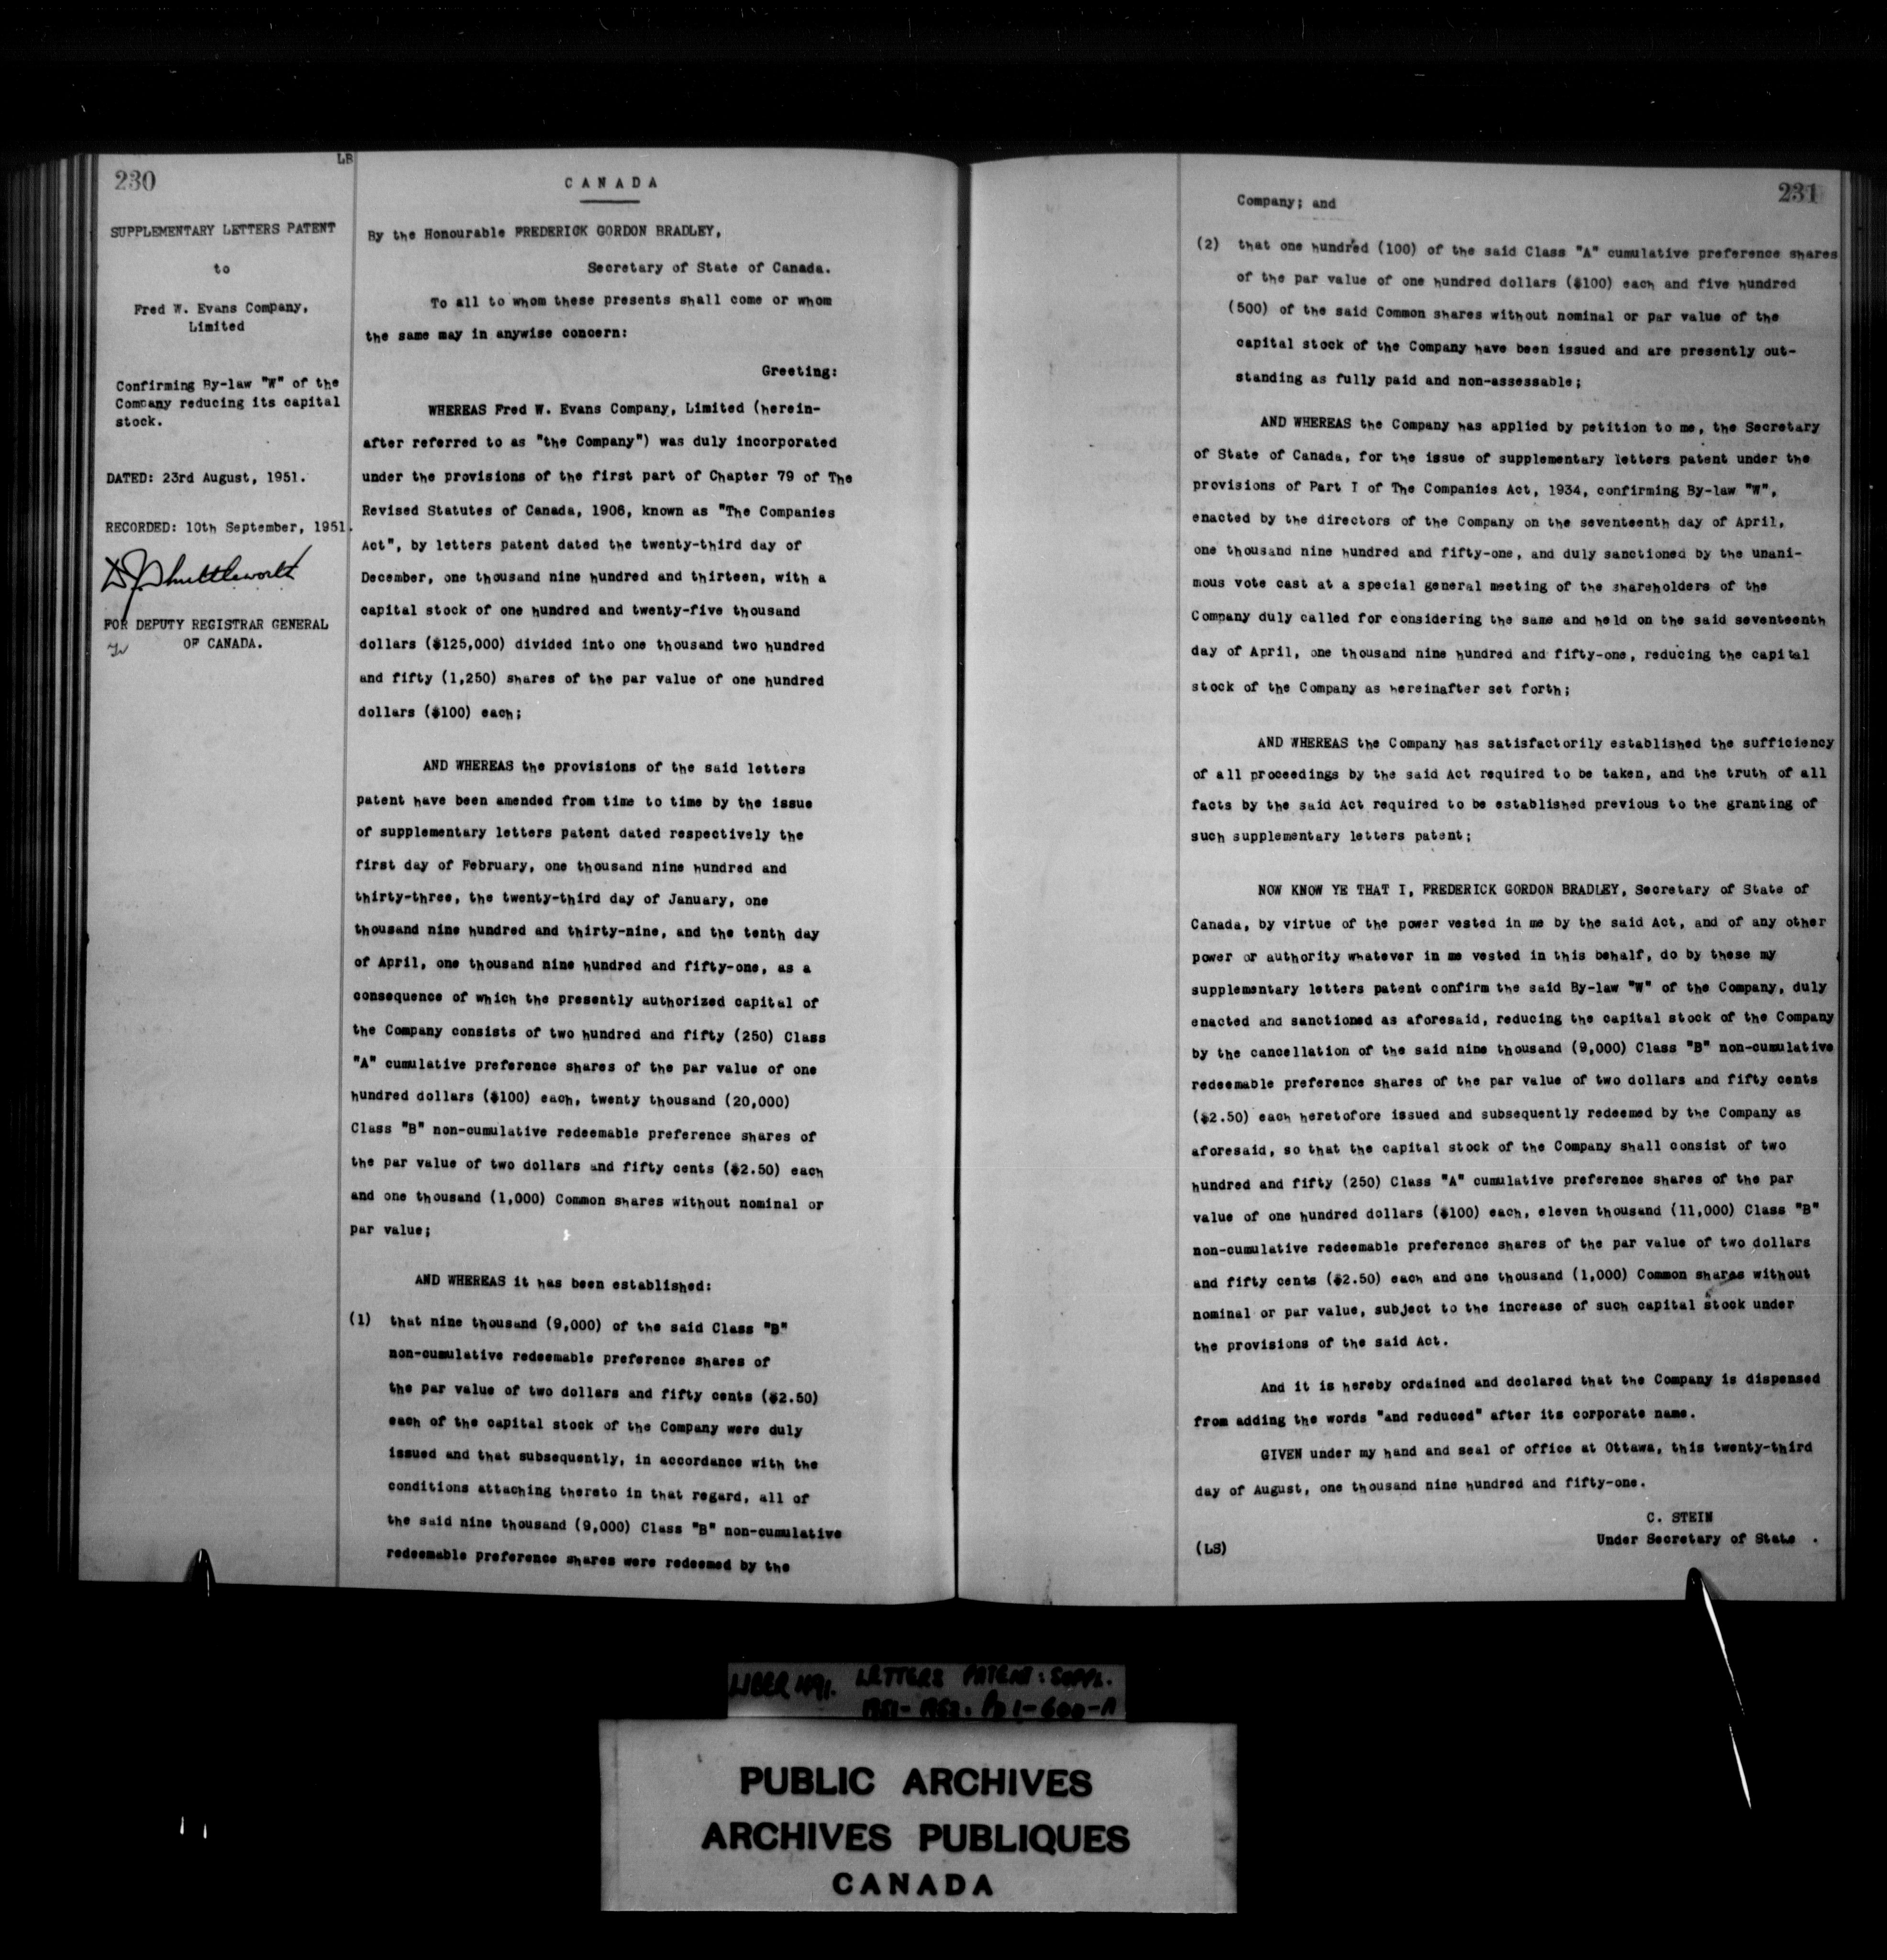 LB
230
SUPPLEMENTARY LETTERS PATENT
to
Fred W. Evans Company,
Limited
Confirming By-law "W" of the
Company reducing its capital
stock.
DATED: 23rd August, 1951.
RECORDED: 10th September, 1951.
D. J. Shuttleworth
FOR DEPUTY REGISTRAR GENERAL
OF CANADA.
CANADA
By the Honourable FREDERICK GORDON BRADLEY,
Secretary of State of Canada.
To all to whom these presents shall come or whom
the same may in anywise concern:
Greeting:
WHEREAS Fred W. Evans Company, Limited (herein-
after referred to as "the Company") was duly incorporated
under the provisions of the first part of Chapter 79 of The
Revised Statutes of Canada, 1906, known as "The Companies
Act", by letters patent dated the twenty-third day of
December, one thousand nine hundred and thirteen, with a
capital stock of one hundred and twenty-five thousand
dollars ($125,000) divided into one thousand two hundred
and fifty (1,250) shares of the par value of one hundred
dollars ($100) each;
AND WHEREAS the provisions of the said letters
patent have been amended from time to time by the issue
of supplementary letters patent dated respectively the
first day of February, one thousand nine hundred and
thirty-three, the twenty-third day of January, one
thousand nine hundred and thirty-nine, and the tenth day
of April, one thousand nine hundred and fifty-one, as a
consequence of which the presently authorized capital of
the Company consists of two hundred and fifty (250) Class
"A" cumulative preference shares of the par value of one
hundred dollars ($100) each, twenty thousand (20,000)
Class "B" non-cumulative redeemable preference shares of
the par value of two dollars and fifty cents ($2.50) each
and one thousand (1,000) Common shares without nominal or
par value;
AND WHEREAS it has been established:
(1) that nine thousand (9,000) of the said Class "B"
non-cumulative redeemable preference shares of
the par value of two dollars and fifty cents ($2.50)
each of the capital stock of the Company were duly
issued and that subsequently, in accordance with the
conditions attaching thereto in that regard, all of
the said nine thousand (9,000) Class "B" non-cumulative
redeemable preference shares were redeemed by the
231
Company; and
(2) that one hundred (100) of the said Class "A" cumulative preference shares
of the par value of one hundred dollars ($100) each and five hundred
(500) of the said Common shares without nominal or par value of the
capital stock of the Company have been issued and are presently out-
standing as fully paid and non-assessable;
AND WHEREAS the Company has applied by petition to me, the Secretary
of State of Canada, for the issue of supplementary letters patent under the
provisions of Part I of The Companies Act, 1934, confirming By-law "W",
enacted by the directors of the Company on the seventeenth day of April,
one thousand nine hundred and fifty-one, and duly sanctioned by the unani-
mous vote cast at a special general meeting of the shareholders of the
Company duly called for considering the same and held on the said seventeenth
day of April, one thousand nine hundred and fifty-one, reducing the capital
stock of the Company as hereinafter set forth;
AND WHEREAS the Company has satisfactorily established the sufficiency
of all proceedings by the said Act required to be taken, and the truth of all
facts by the said Act required to be established previous to the granting of
such supplementary letters patent;
NOW KNOW YE THAT I, FREDERICK GORDON BRADLEY, Secretary of State of
Canada, by virtue of the power vested in me by the said Act, and of any other
power or authority whatever in me vested in this behalf, do by these my
supplementary letters patent confirm the said By-law "W" of the Company, duly
enacted and sanctioned as aforesaid, reducing the capital stock of the Company
by the cancellation of the said nine thousand (9,000) Class "B" non-cumulative
redeemable preference shares of the par value of two dollars and fifty cents
($2.50) each heretofore issued and subsequently redeemed by the Company as
aforesaid, so that the capital stock of the Company shall consist of two
hundred and fifty (250) Class "A" cumulative preference shares of the par
value of one hundred dollars ($100) each, eleven thousand (11,000) Class "B"
non-cumulative redeemable preference shares of the par value of two dollars
and fifty cents ($2.50) each and one thousand (1,000) Common shares without
nominal or par value, subject to the increase of such capital stock under
the provisions of the said Act.
And it is hereby ordained and declared that the Company is dispensed
from adding the words "and reduced" after its corporate name.
GIVEN under my hand and seal of office at Ottawa, this twenty-third
day of August, one thousand nine hundred and fifty-one.
C. STEIN
(LS) Under Secretary of State .
LIBER 491. LETTERS PATENT: SUPPL.
1951-1952. PG 1-600-A
PUBLIC ARCHIVES
ARCHIVES PUBLIQUES
CANADA